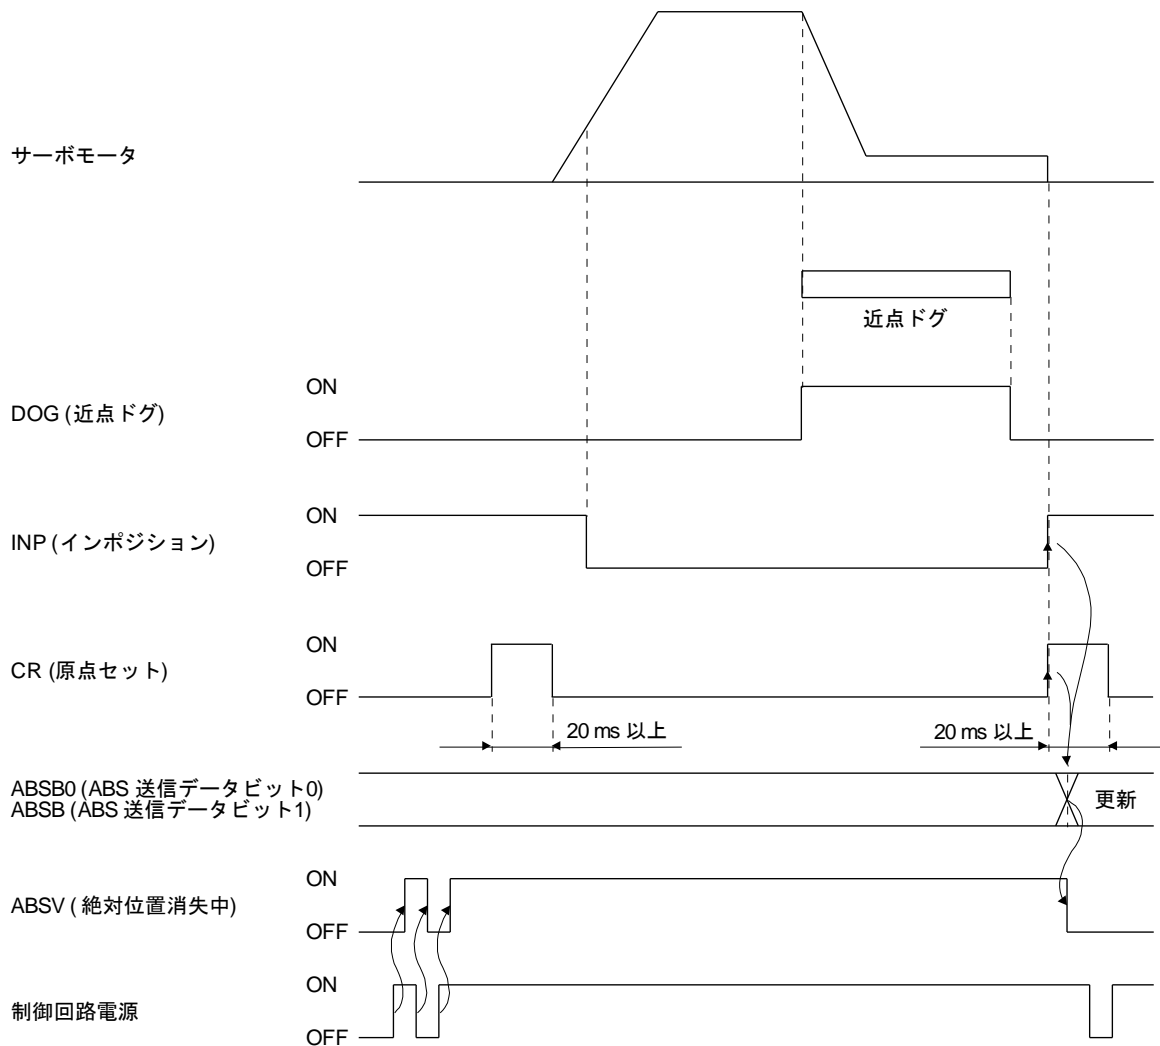 サーボモータ
近点ドグ
DOG (近点ドグ)
ON
OFF
INP (インポジション)
ON
OFF
CR (原点セット)
ON
OFF
20 ms 以上
20 ms 以上
ABSB0 (ABS 送信データビット0)
ABSB (ABS 送信データビット1)
更新
ABSV ( 絶対位置消失中)
ON
OFF
制御回路電源
ON
OFF